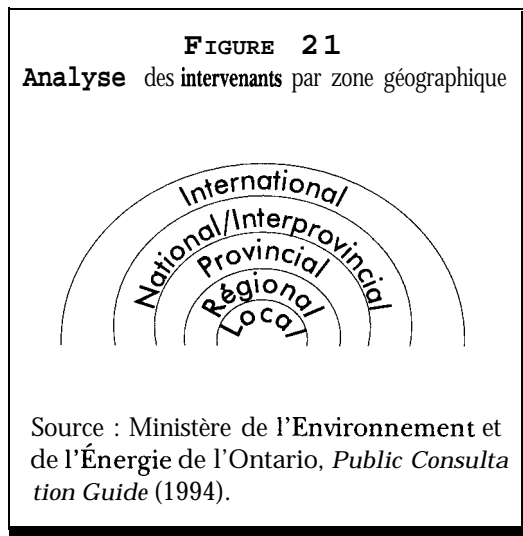 FIGURE 21
Analyse des intervenants par zone géographique
International
National/Interprovincial
Provincial
Régional
Local
Source : Ministère de l'Environnement et
de l'Énergie de l'Ontario, Public Consulta
tion Guide (1994).